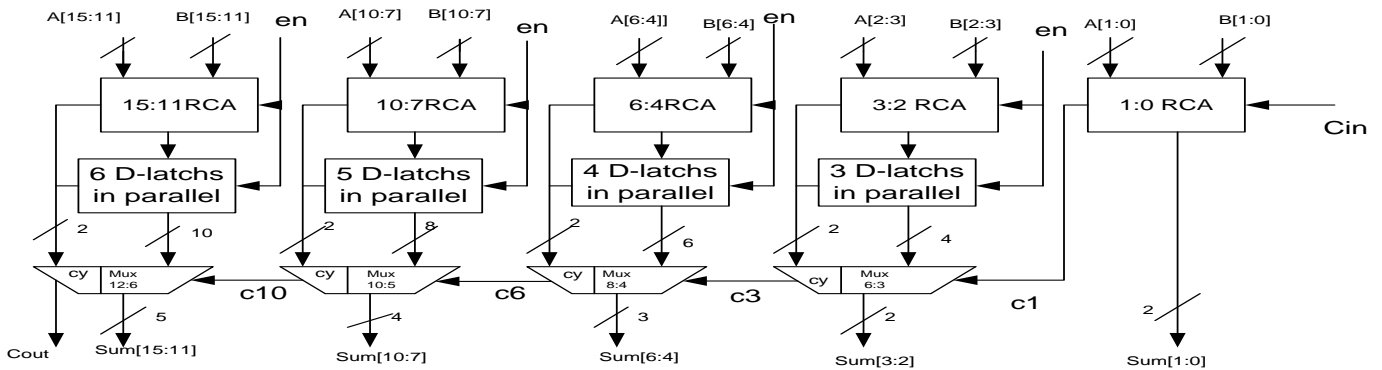 A[15:11] B[15:11] en A[10:7] B[10:7] en A[6:4]] B[6:4] en A[2:3] B[2:3] en A[1:0] B[1:0]
15:11RCA 10:7RCA 6:4RCA 3:2 RCA 1:0 RCA
Cin
6 D-latchs
in parallel
5 D-latchs
in parallel
4 D-latchs
in parallel
3 D-latchs
in parallel
2 10 2 8 2 6 2 4
cy Mux
12:6
c10
cy Mux
10:5
c6
cy Mux
8:4
c3
cy Mux
6:3
c1
5 4 3 2 2
Cout Sum[15:11] Sum[10:7] Sum[6:4] Sum[3:2] Sum[1:0]